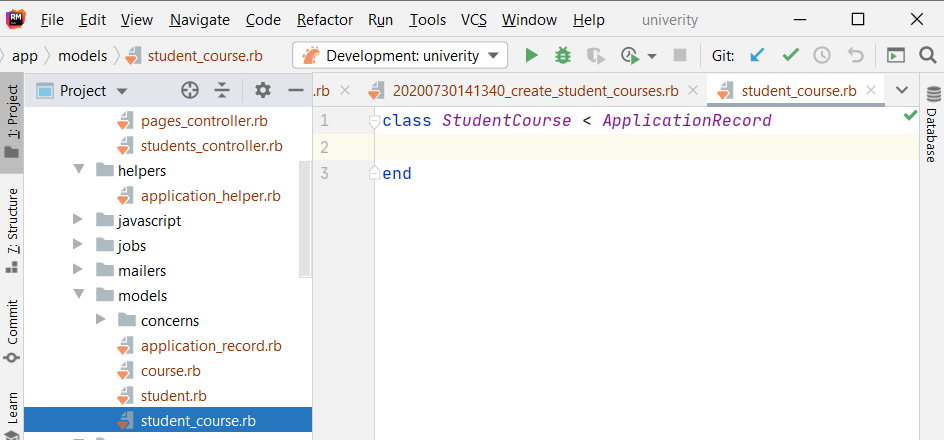 RM
File Edit View Navigate Code Refactor Run Tools VCS Window Help univerity
app models student_course.rb Development: univerity Git:
Project .rb 20200730141340_create_student_courses.rb student_course.rb
1: Project
7: Structure
Commit
Learn
pages_controller.rb
students_controller.rb
helpers
application_helper.rb
javascript
jobs
mailers
models
concerns
application_record.rb
course.rb
student.rb
student_course.rb
1 class StudentCourse < ApplicationRecord
2
3 end
Database